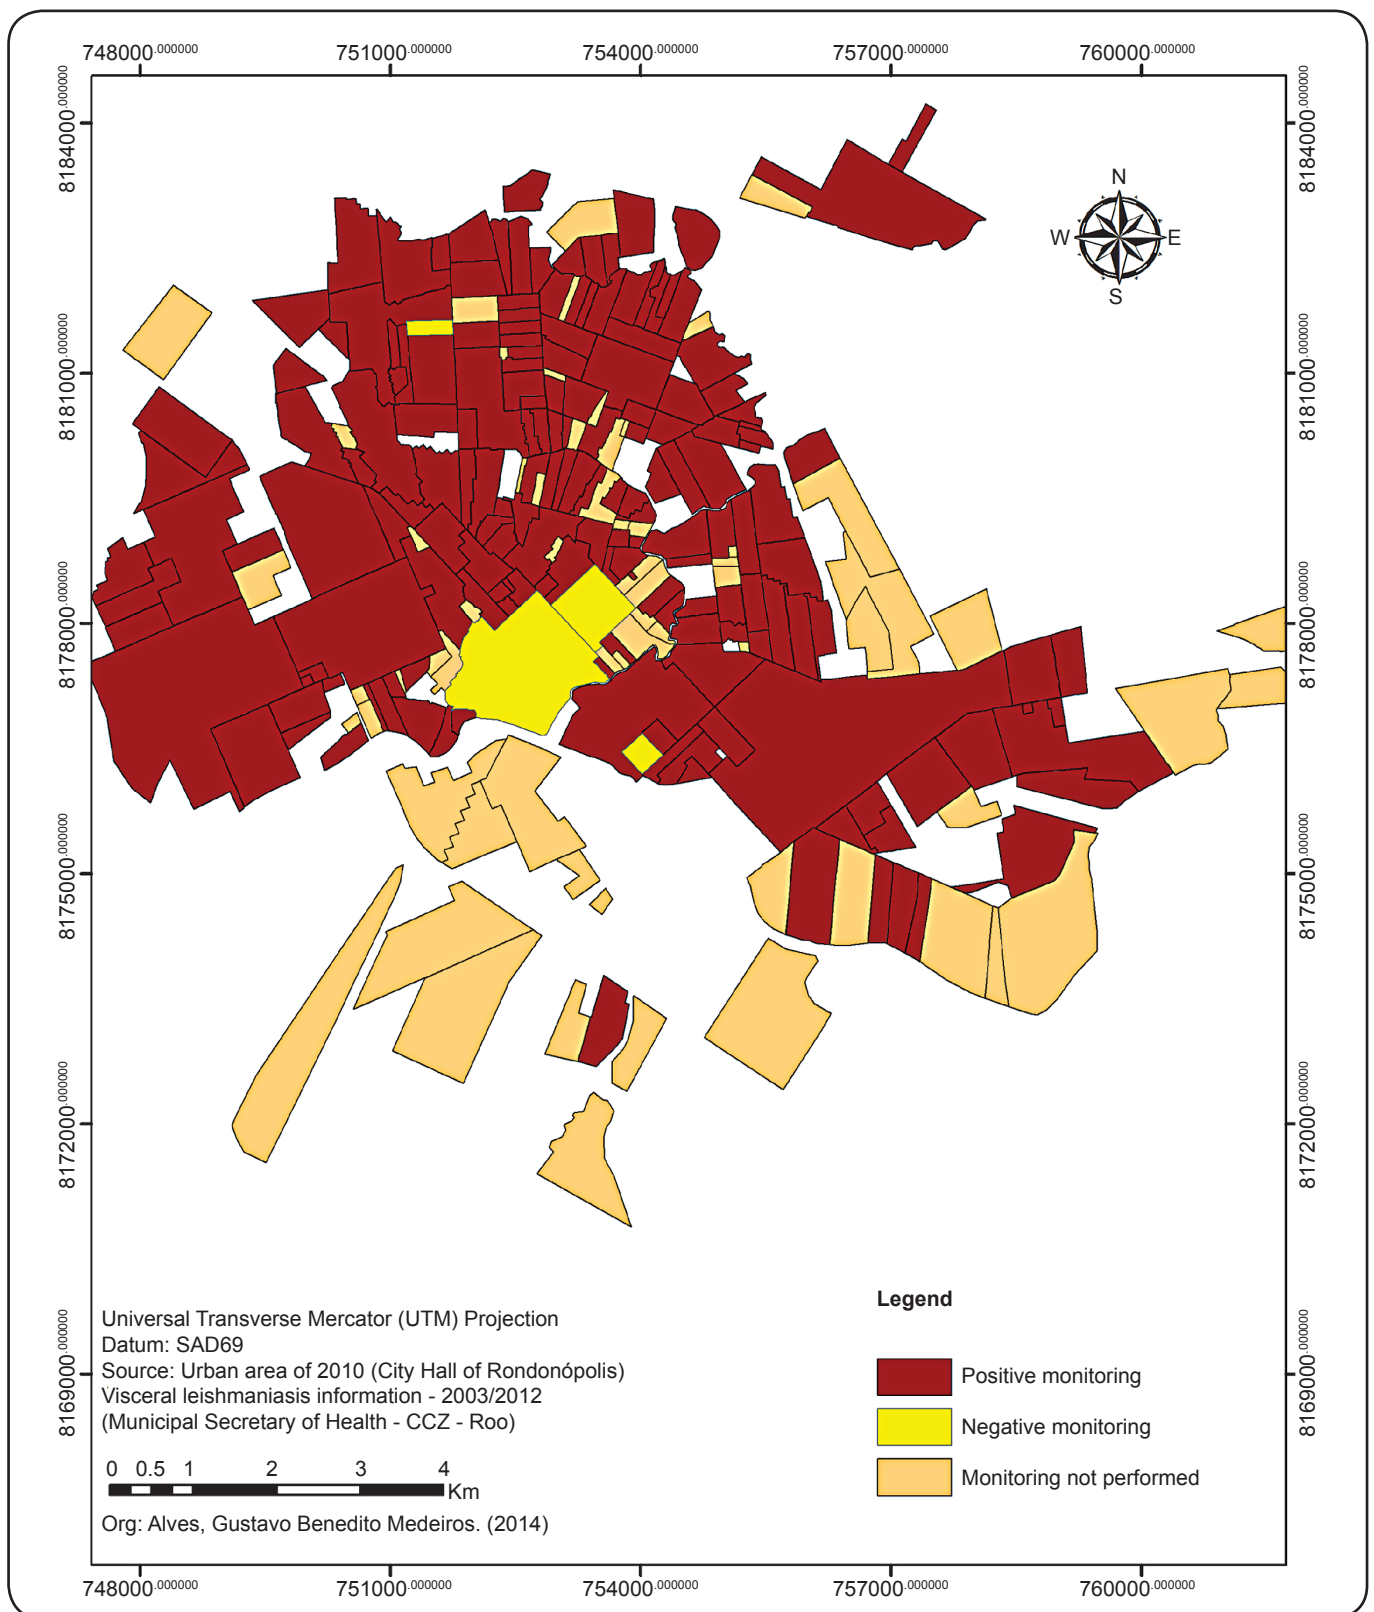 748000.000000 751000.000000 754000.000000 757000.000000 760000.000000
8184000.000000
8181000.000000
8178000.000000
8175000.000000
8172000.000000
8169000.000000
8184000.000000
8181000.000000
8178000.000000
8175000.000000
8172000.000000
8169000.000000
N
W E
S
Universal Transverse Mercator (UTM) Projection
Datum: SAD69
Source: Urban area of 2010 (City Hall of Rondonópolis)
Visceral leishmaniasis information - 2003/2012
(Municipal Secretary of Health - CCZ - Roo)
0 0.5 1 2 3 4
Km
Org: Alves, Gustavo Benedito Medeiros. (2014)
Legend
Positive monitoring
Negative monitoring
Monitoring not performed
748000.000000 751000.000000 754000.000000 757000.000000 760000.000000